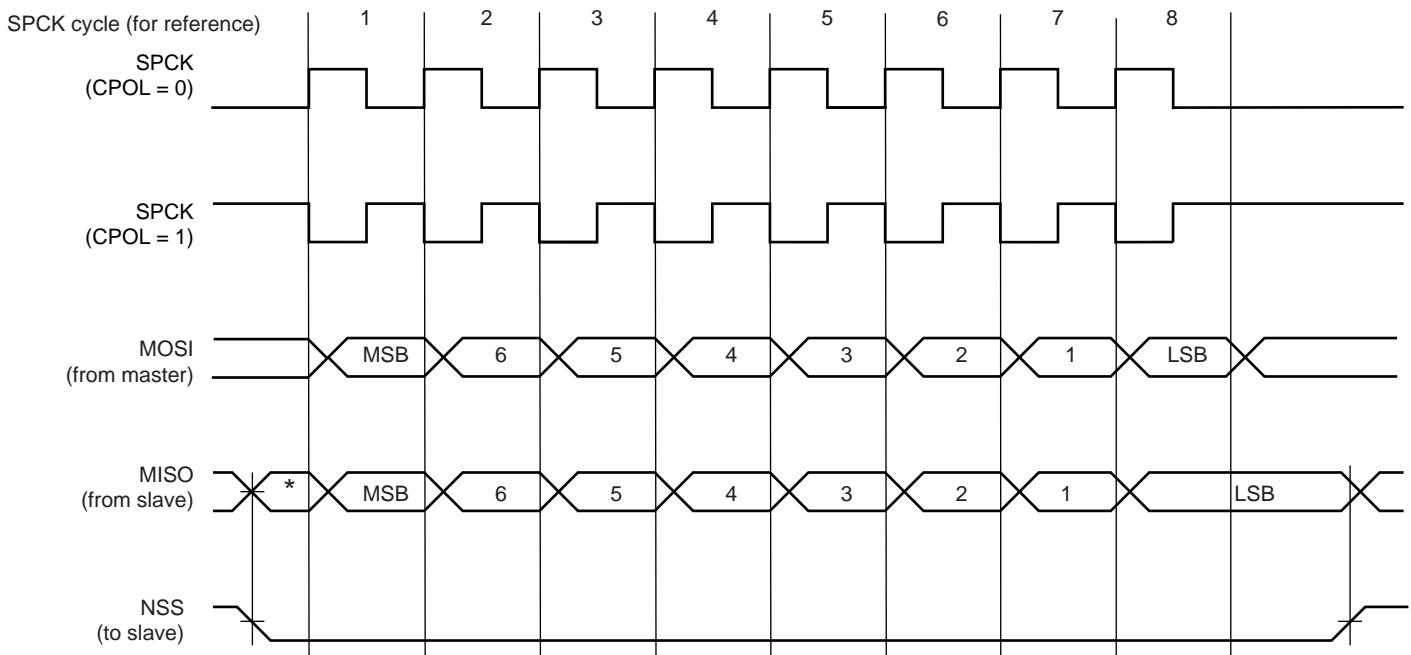 SPCK cycle (for reference)
1 2 3 4 5 6 7 8
SPCK
(CPOL = 0)
SPCK
(CPOL = 1)
MOSI
(from master)
MSB 6 5 4 3 2 1 LSB
MISO
(from slave)
* MSB 6 5 4 3 2 1 LSB
NSS
(to slave)